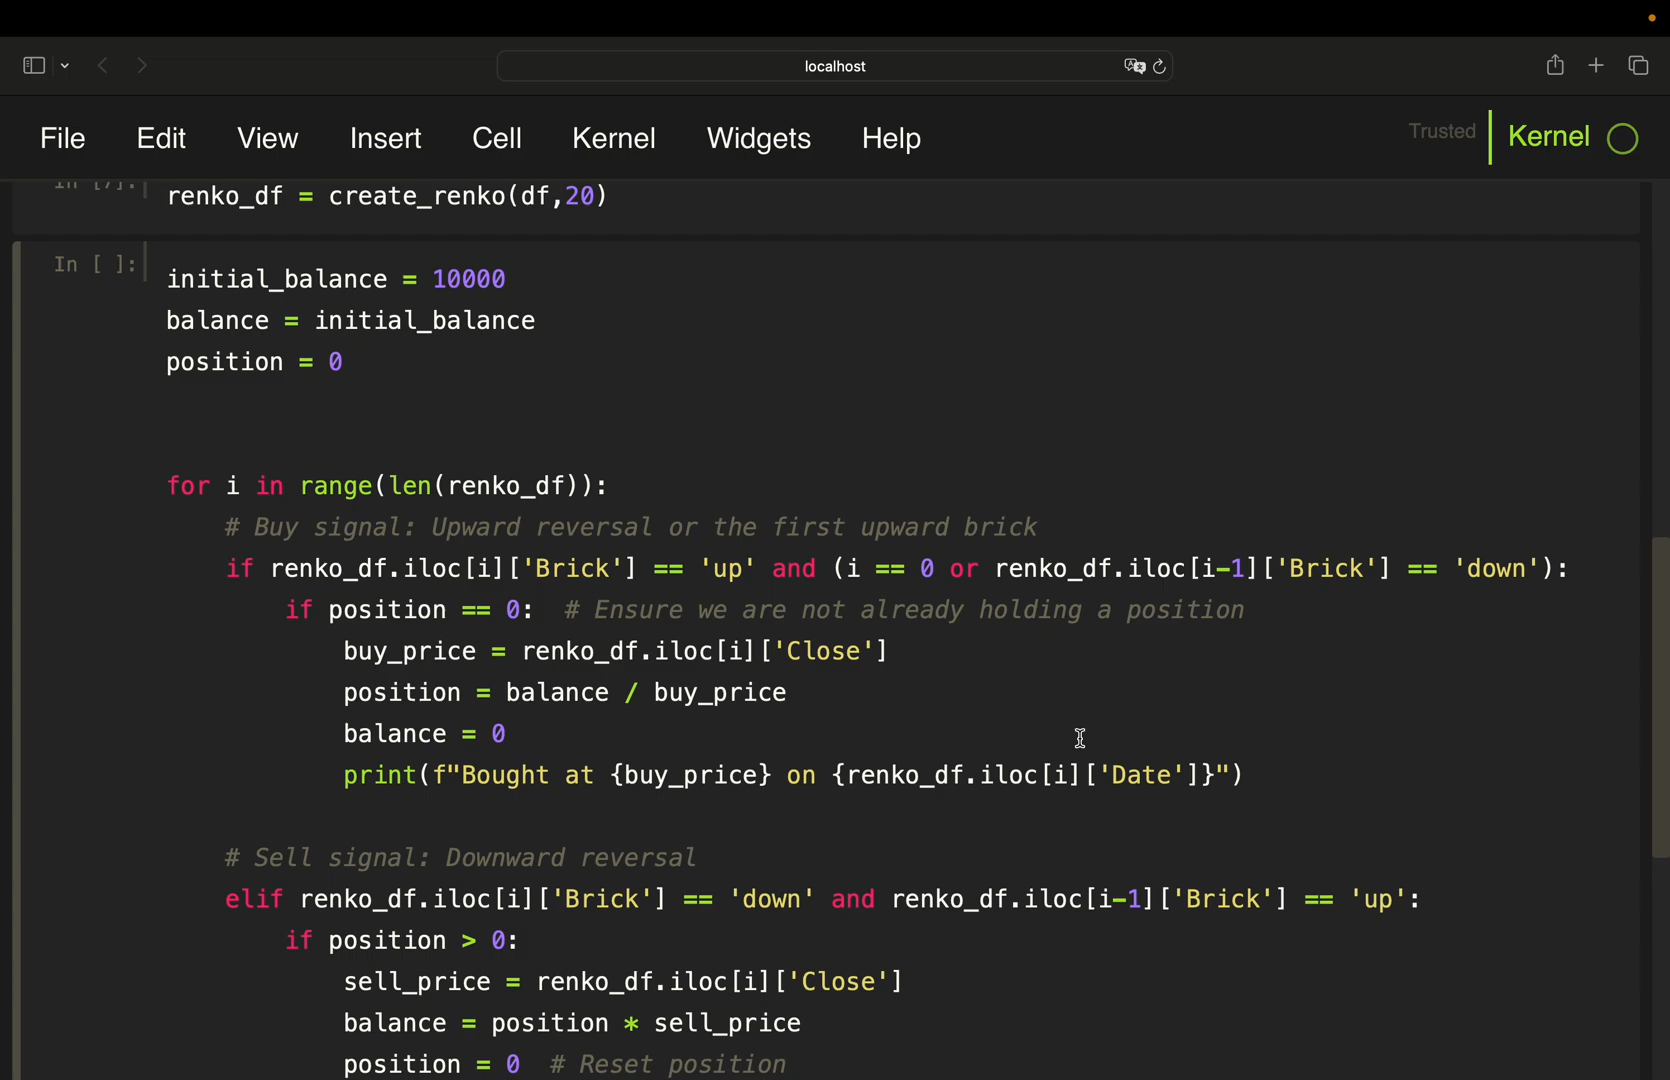 localhost
File Edit View Insert Cell Kernel Widgets Help
Trusted
Kernel
In [7]:
renko_df = create_renko(df,20)
In [ ]:
initial_balance = 10000
balance = initial_balance
position = 0
for i in range(len(renko_df)):
# Buy signal: Upward reversal or the first upward brick
if renko_df.iloc[i]['Brick'] == 'up' and (i == 0 or renko_df.iloc[i-1]['Brick'] == 'down'):
if position == 0:  # Ensure we are not already holding a position
buy_price = renko_df.iloc[i]['Close']
position = balance / buy_price
balance = 0
print(f"Bought at {buy_price} on {renko_df.iloc[i]['Date']}")
# Sell signal: Downward reversal
elif renko_df.iloc[i]['Brick'] == 'down' and renko_df.iloc[i-1]['Brick'] == 'up':
if position > 0:
sell_price = renko_df.iloc[i]['Close']
balance = position * sell_price
position = 0  # Reset position